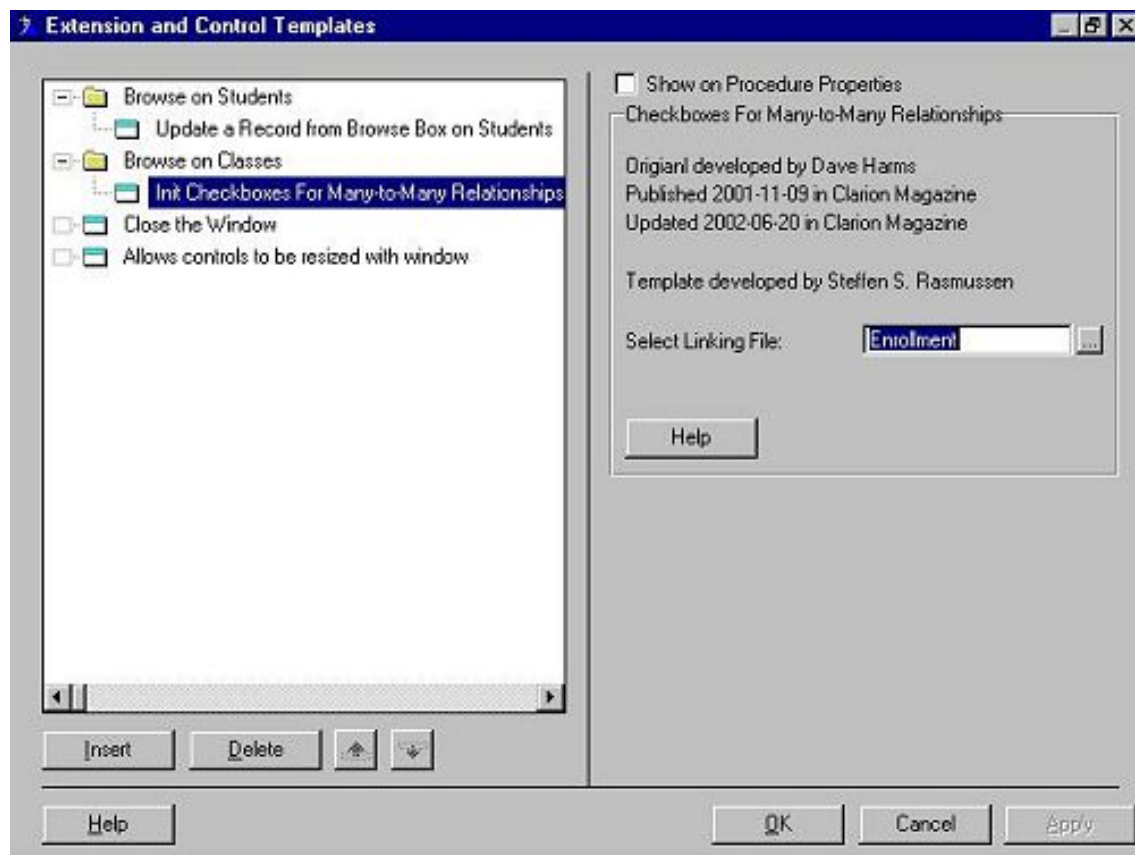 Extension and Control Templates
Browse on Students
Update a Record from Browse Box on Students
Browse on Classes
Init Checkboxes For Many-to-Many Relationships
Close the Window
Allows controls to be resized with window
Insert
Delete
Show on Procedure Properties
Checkboxes For Many-to-Many Relationships
Origianl developed by Dave Harms
Published 2001-11-09 in Clarion Magazine
Updated 2002-06-20 in Clarion Magazine
Template developed by Steffen S. Rasmussen
Select Linking File:
Enrollment
...
Help
Help
OK
Cancel
Apply